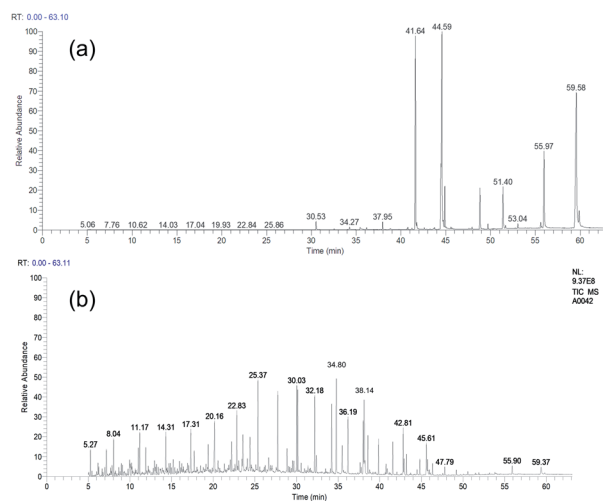 RT: 0.00 - 63.10
(a)
Relative Abundance
100
90
80
70
60
50
40
30
20
10
0
5.06 7.76 10.62 14.03 17.04 19.93 22.84 25.86 30.53 34.27 37.95 41.64 44.59 51.40 53.04 55.97 59.58
0 5 10 15 20 25 30 35 40 45 50 55 60
Time (min)
RT: 0.00 - 63.11
(b)
NL:
9.37E8
TIC MS
A0042
Relative Abundance
100
90
80
70
60
50
40
30
20
10
0
5.27 8.04 11.17 14.31 17.31 20.16 22.83 25.37 30.03 32.18 34.80 36.19 38.14 42.81 45.61 47.79 55.90 59.37
0 5 10 15 20 25 30 35 40 45 50 55 60
Time (min)